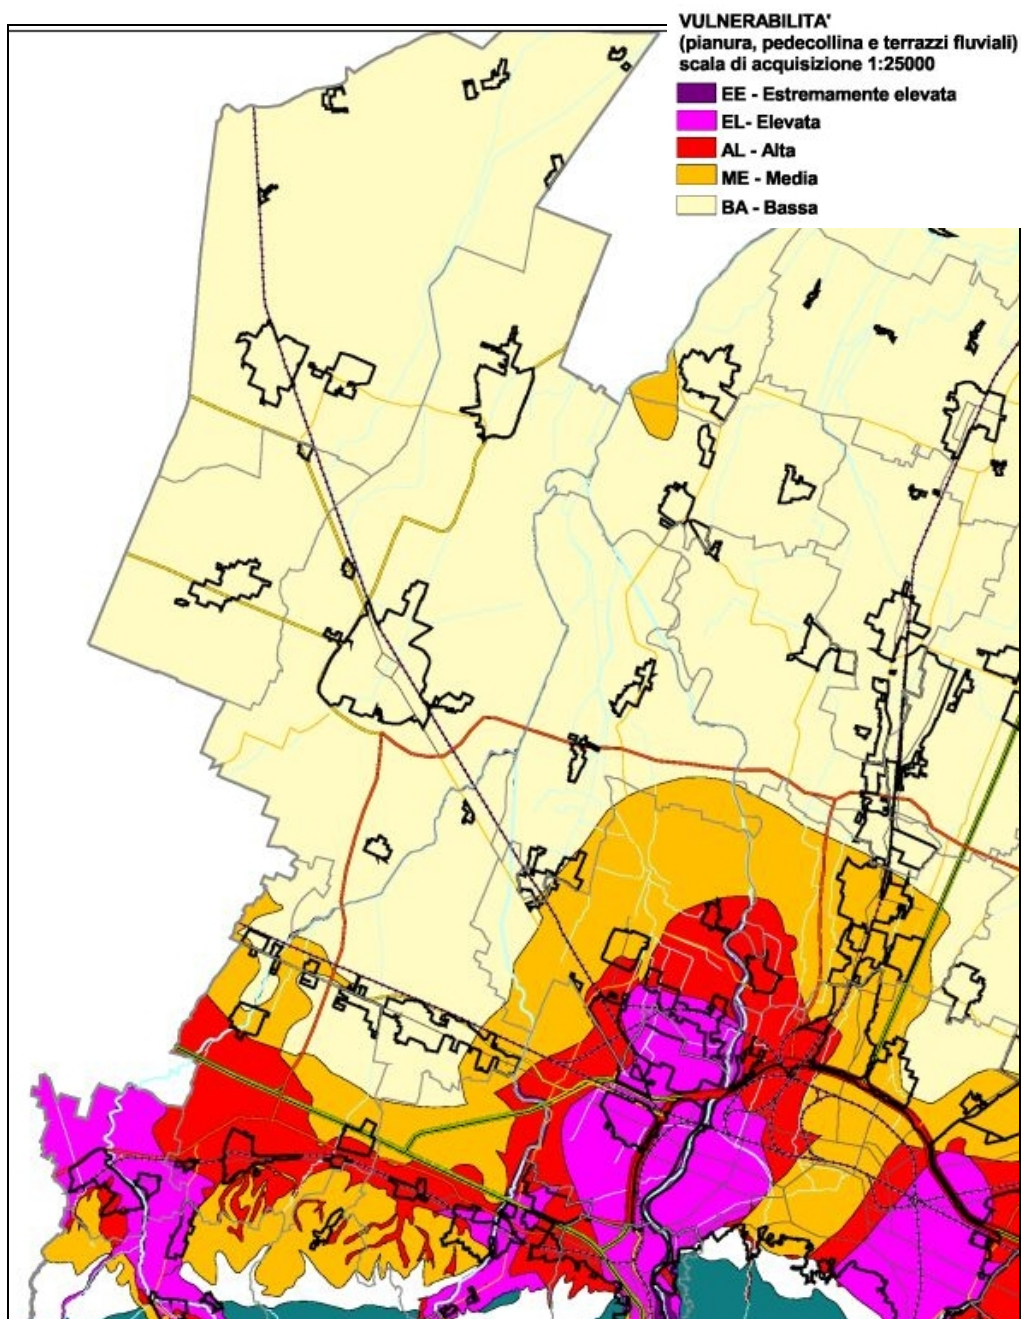 VULNERABILITA'
(pianura, pedecollina e terrazzi fluviali)
scala di acquisizione 1:25000
EE - Estremamente elevata
EL- Elevata
AL - Alta
ME - Media
BA - Bassa